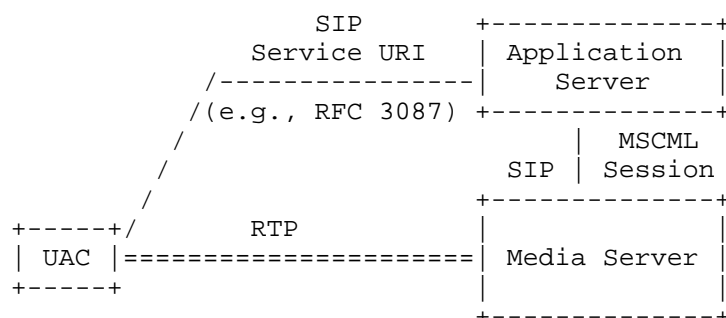 SIP
Service URI | Application |
/----------------| Server |
/(e.g., RFC 3087) +--------------+
| MSCML
SIP | Session
RTP
| UAC |======================| Media Server |